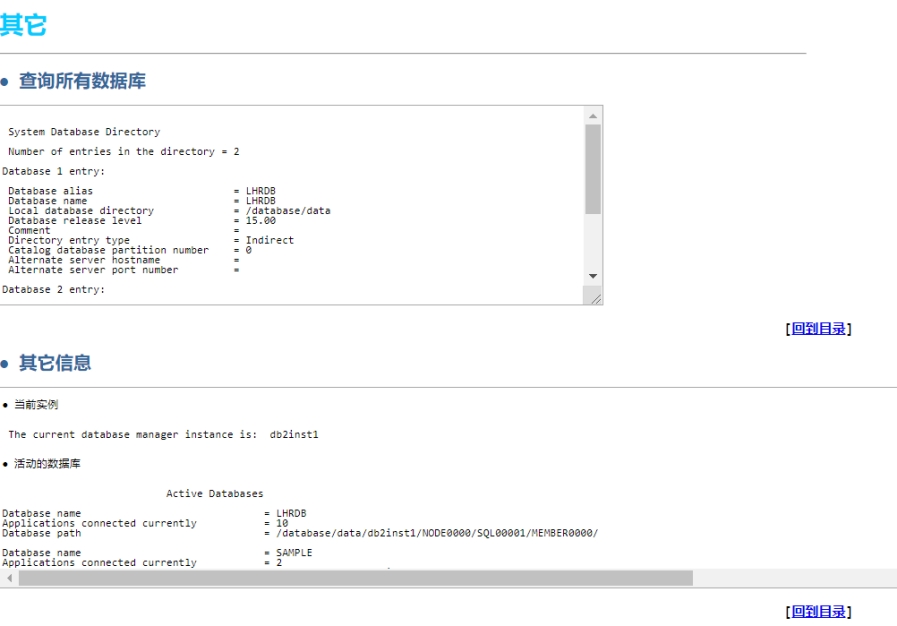 其它
• 查询所有数据库
System Database Directory
Number of entries in the directory = 2
Database 1 entry:
Database alias = LHRDB
Database name = LHRDB
Local database directory = /database/data
Database release level = 15.00
Comment =
Directory entry type = Indirect
Catalog database partition number = 0
Alternate server hostname =
Alternate server port number =
Database 2 entry:
[回到目录]
• 其它信息
• 当前实例
The current database manager instance is:  db2inst1
• 活动的数据库
Active Databases
Database name = LHRDB
Applications connected currently = 10
Database path = /database/data/db2inst1/NODE0000/SQL00001/MEMBER0000/
Database name = SAMPLE
Applications connected currently = 2
[回到目录]